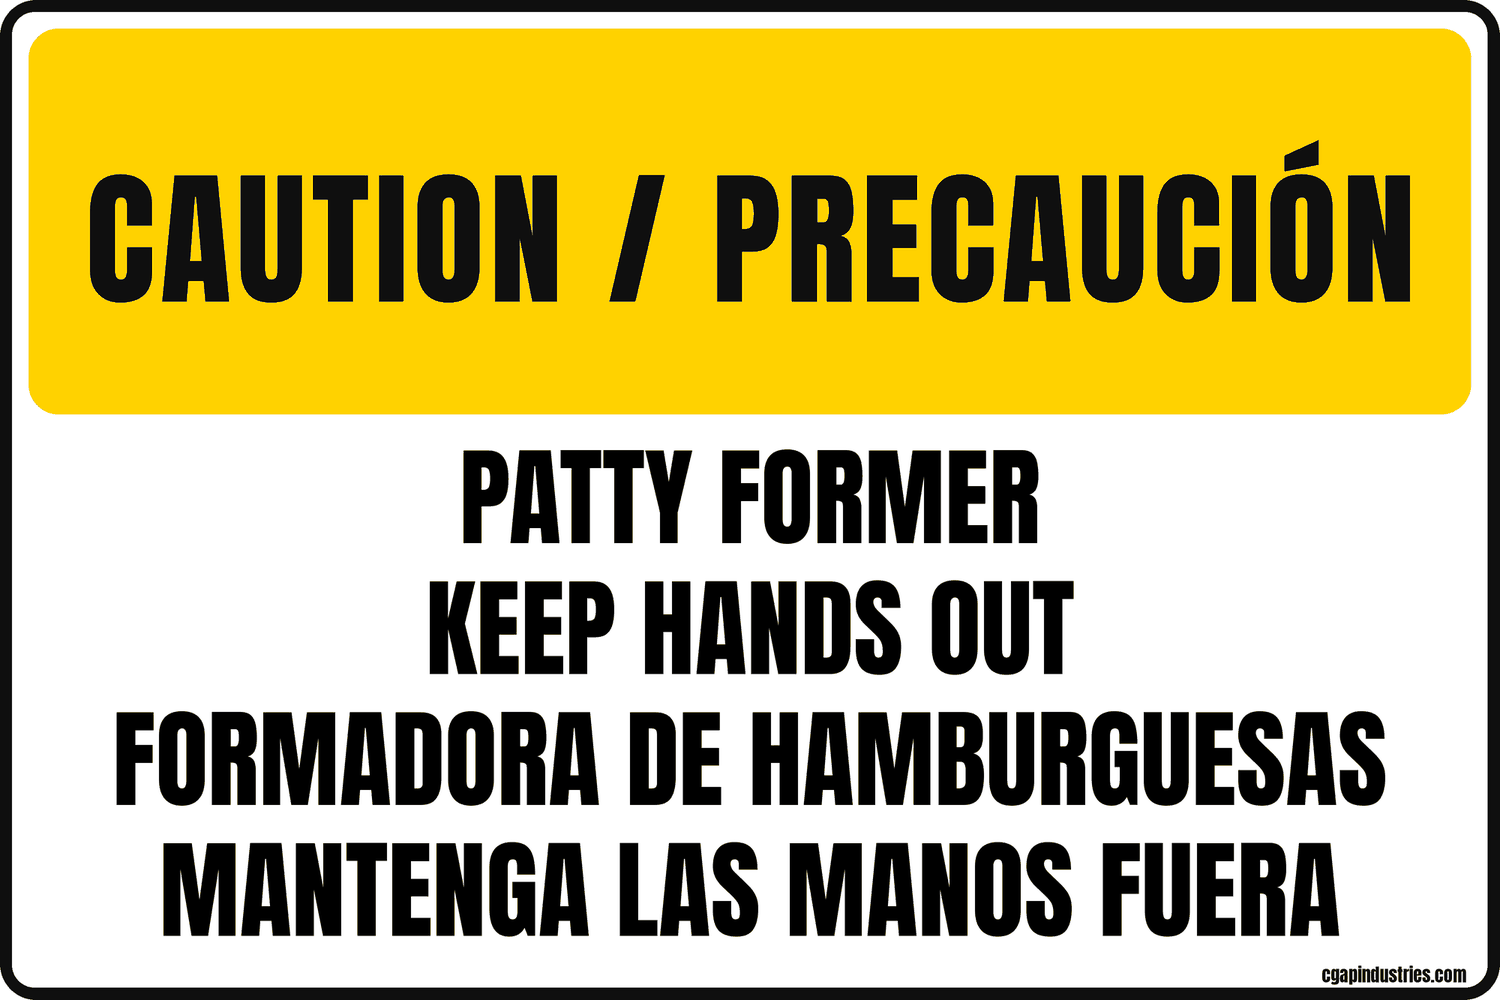 CAUTION / PRECAUCIÓN
PATTY FORMER
KEEP HANDS OUT
FORMADORA DE HAMBURGUESAS
MANTENGA LAS MANOS FUERA
cgapindustries.com